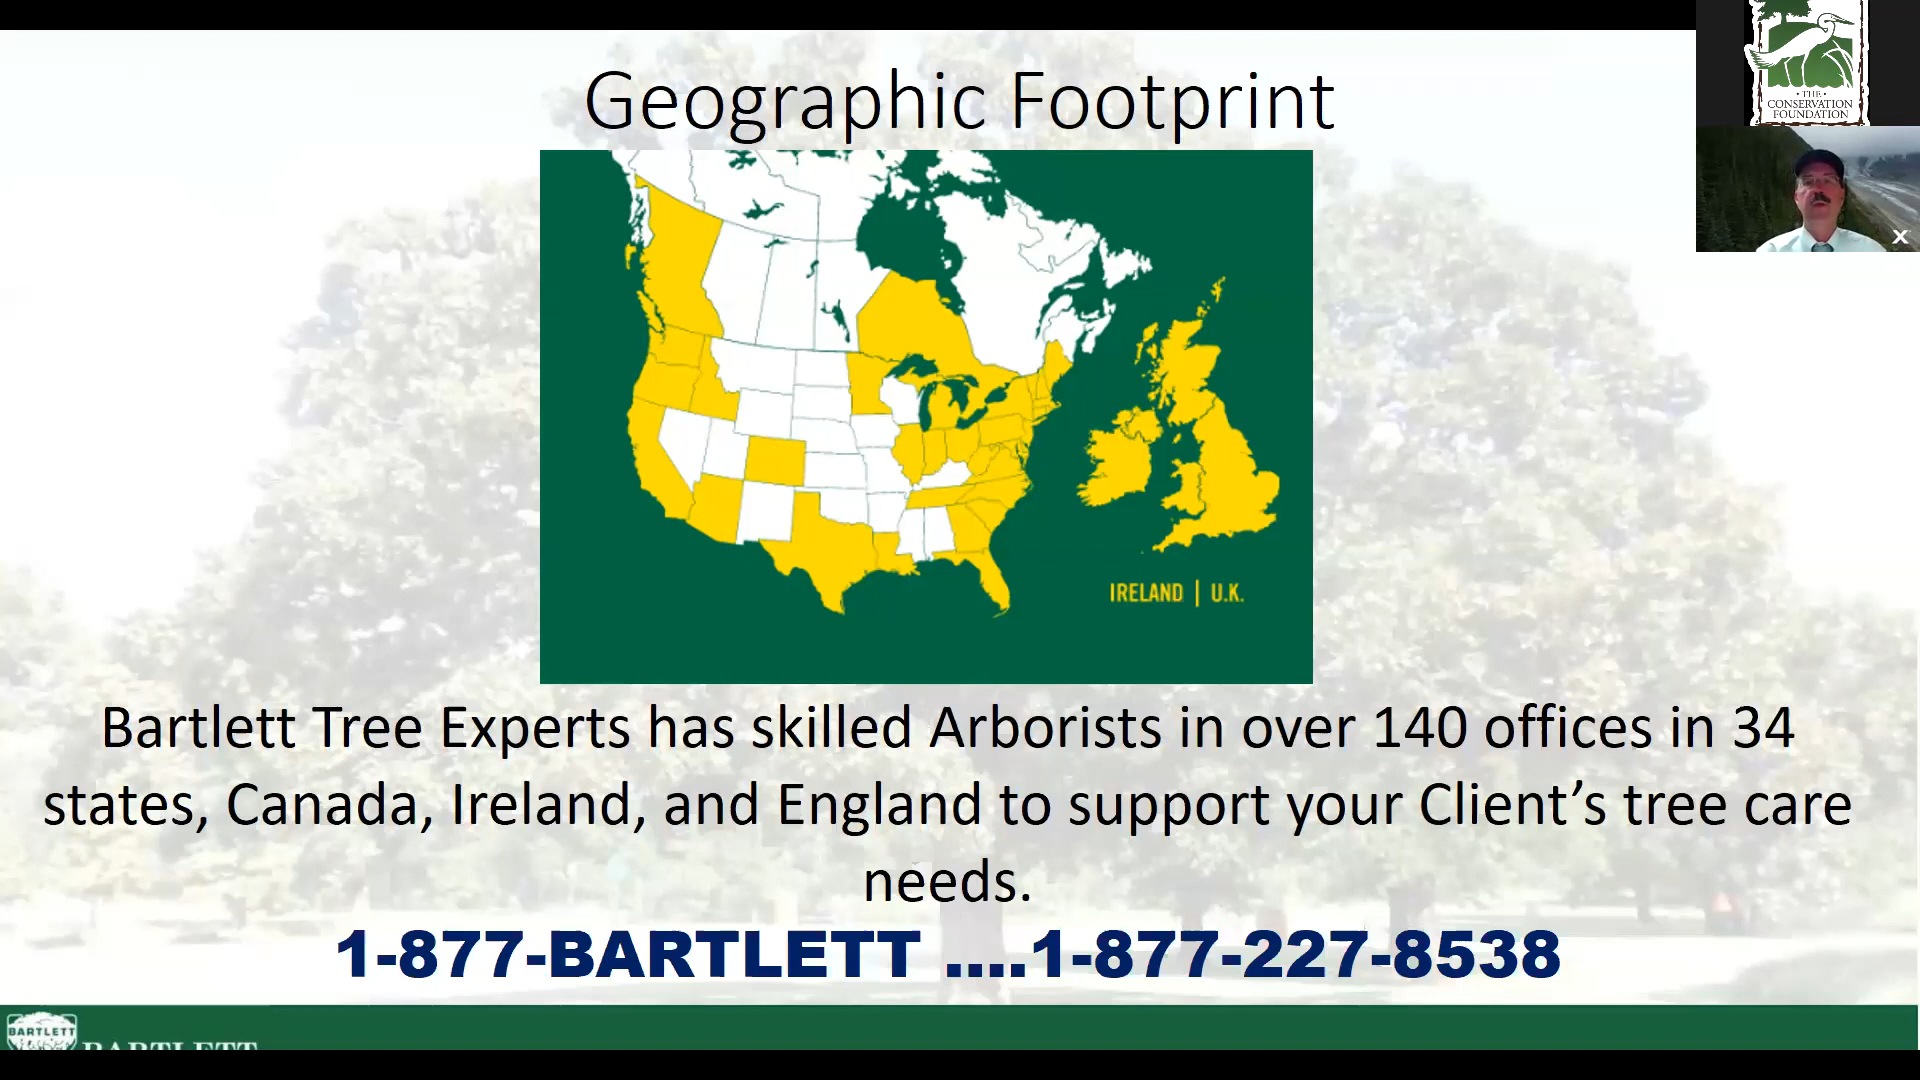 Geographic Footprint
• THE •
CONSERVATION
FOUNDATION
X
IRELAND | U.K.
Bartlett Tree Experts has skilled Arborists in over 140 offices in 34
states, Canada, Ireland, and England to support your Client’s tree care
needs.
1-877-BARTLETT ....1-877-227-8538
BARTLETT
BARTLETT